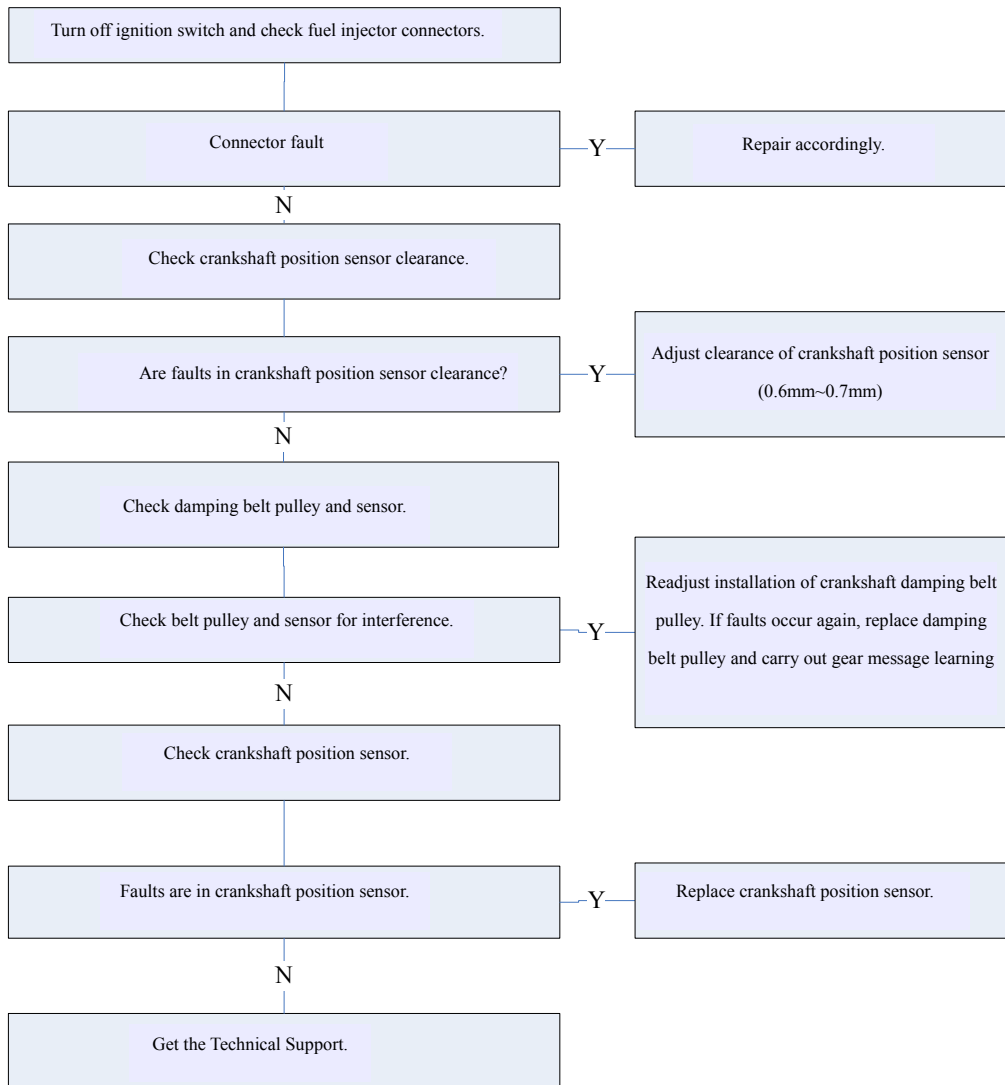 Turn off ignition switch and check fuel injector connectors.
Connector fault
Y
Repair accordingly.
N
Check crankshaft position sensor clearance.
Are faults in crankshaft position sensor clearance?
Y
Adjust clearance of crankshaft position sensor
(0.6mm~0.7mm)
N
Check damping belt pulley and sensor.
Check belt pulley and sensor for interference.
Y
Readjust installation of crankshaft damping belt
pulley. If faults occur again, replace damping
belt pulley and carry out gear message learning
N
Check crankshaft position sensor.
Faults are in crankshaft position sensor.
Y
Replace crankshaft position sensor.
N
Get the Technical Support.